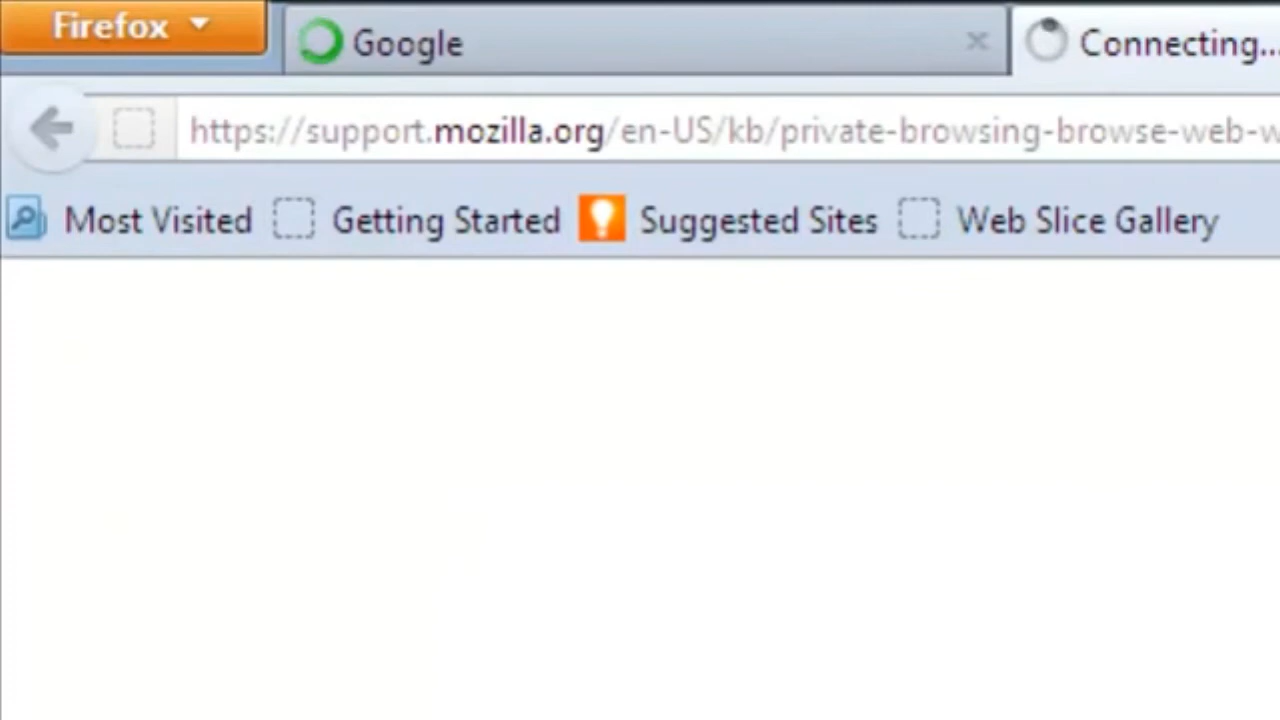 Firefox
Google
Connecting...
https://support.mozilla.org/en-US/kb/private-browsing-browse-web-w
Most Visited
Getting Started
Suggested Sites
Web Slice Gallery